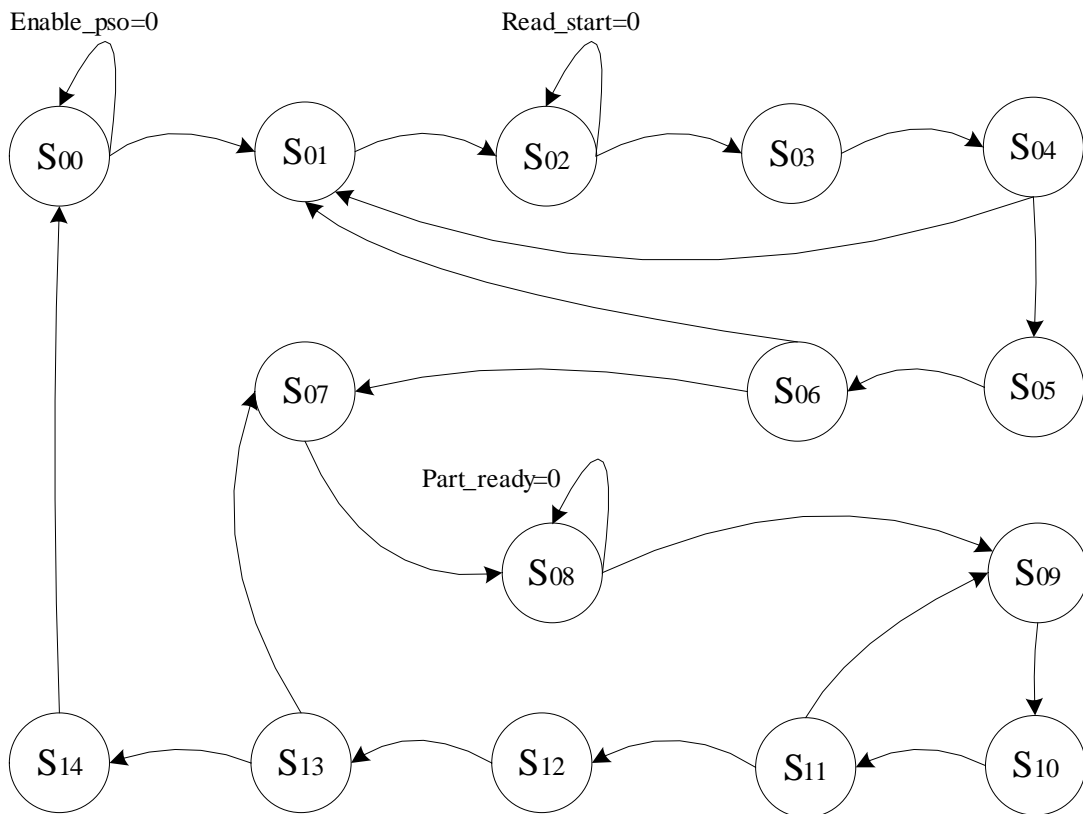 Enable_pso=0
Read_start=0
S00
S01
S02
S03
S04
S07
S06
S05
Part_ready=0
S08
S09
S14
S13
S12
S11
S10